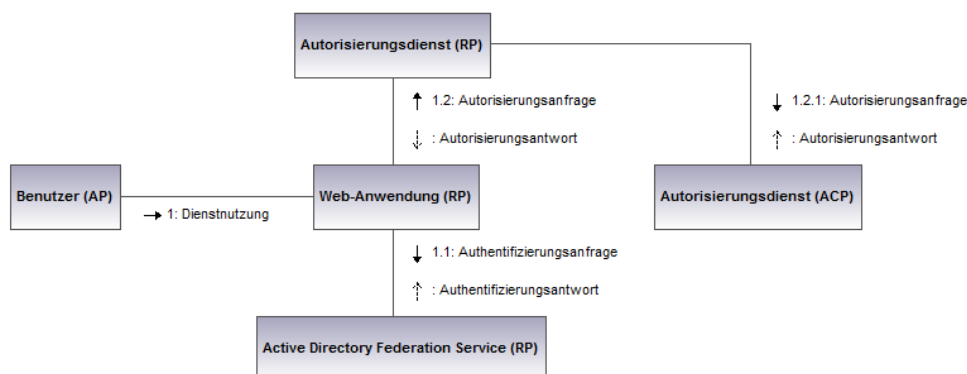 Autorisierungsdienst (RP)
1.2: Autorisierungsanfrage
1.2.1: Autorisierungsanfrage
: Autorisierungsantwort
: Autorisierungsantwort
Benutzer (AP)
Web-Anwendung (RP)
Autorisierungsdienst (ACP)
1: Dienstnutzung
1.1: Authentifizierungsanfrage
: Authentifizierungsantwort
Active Directory Federation Service (RP)